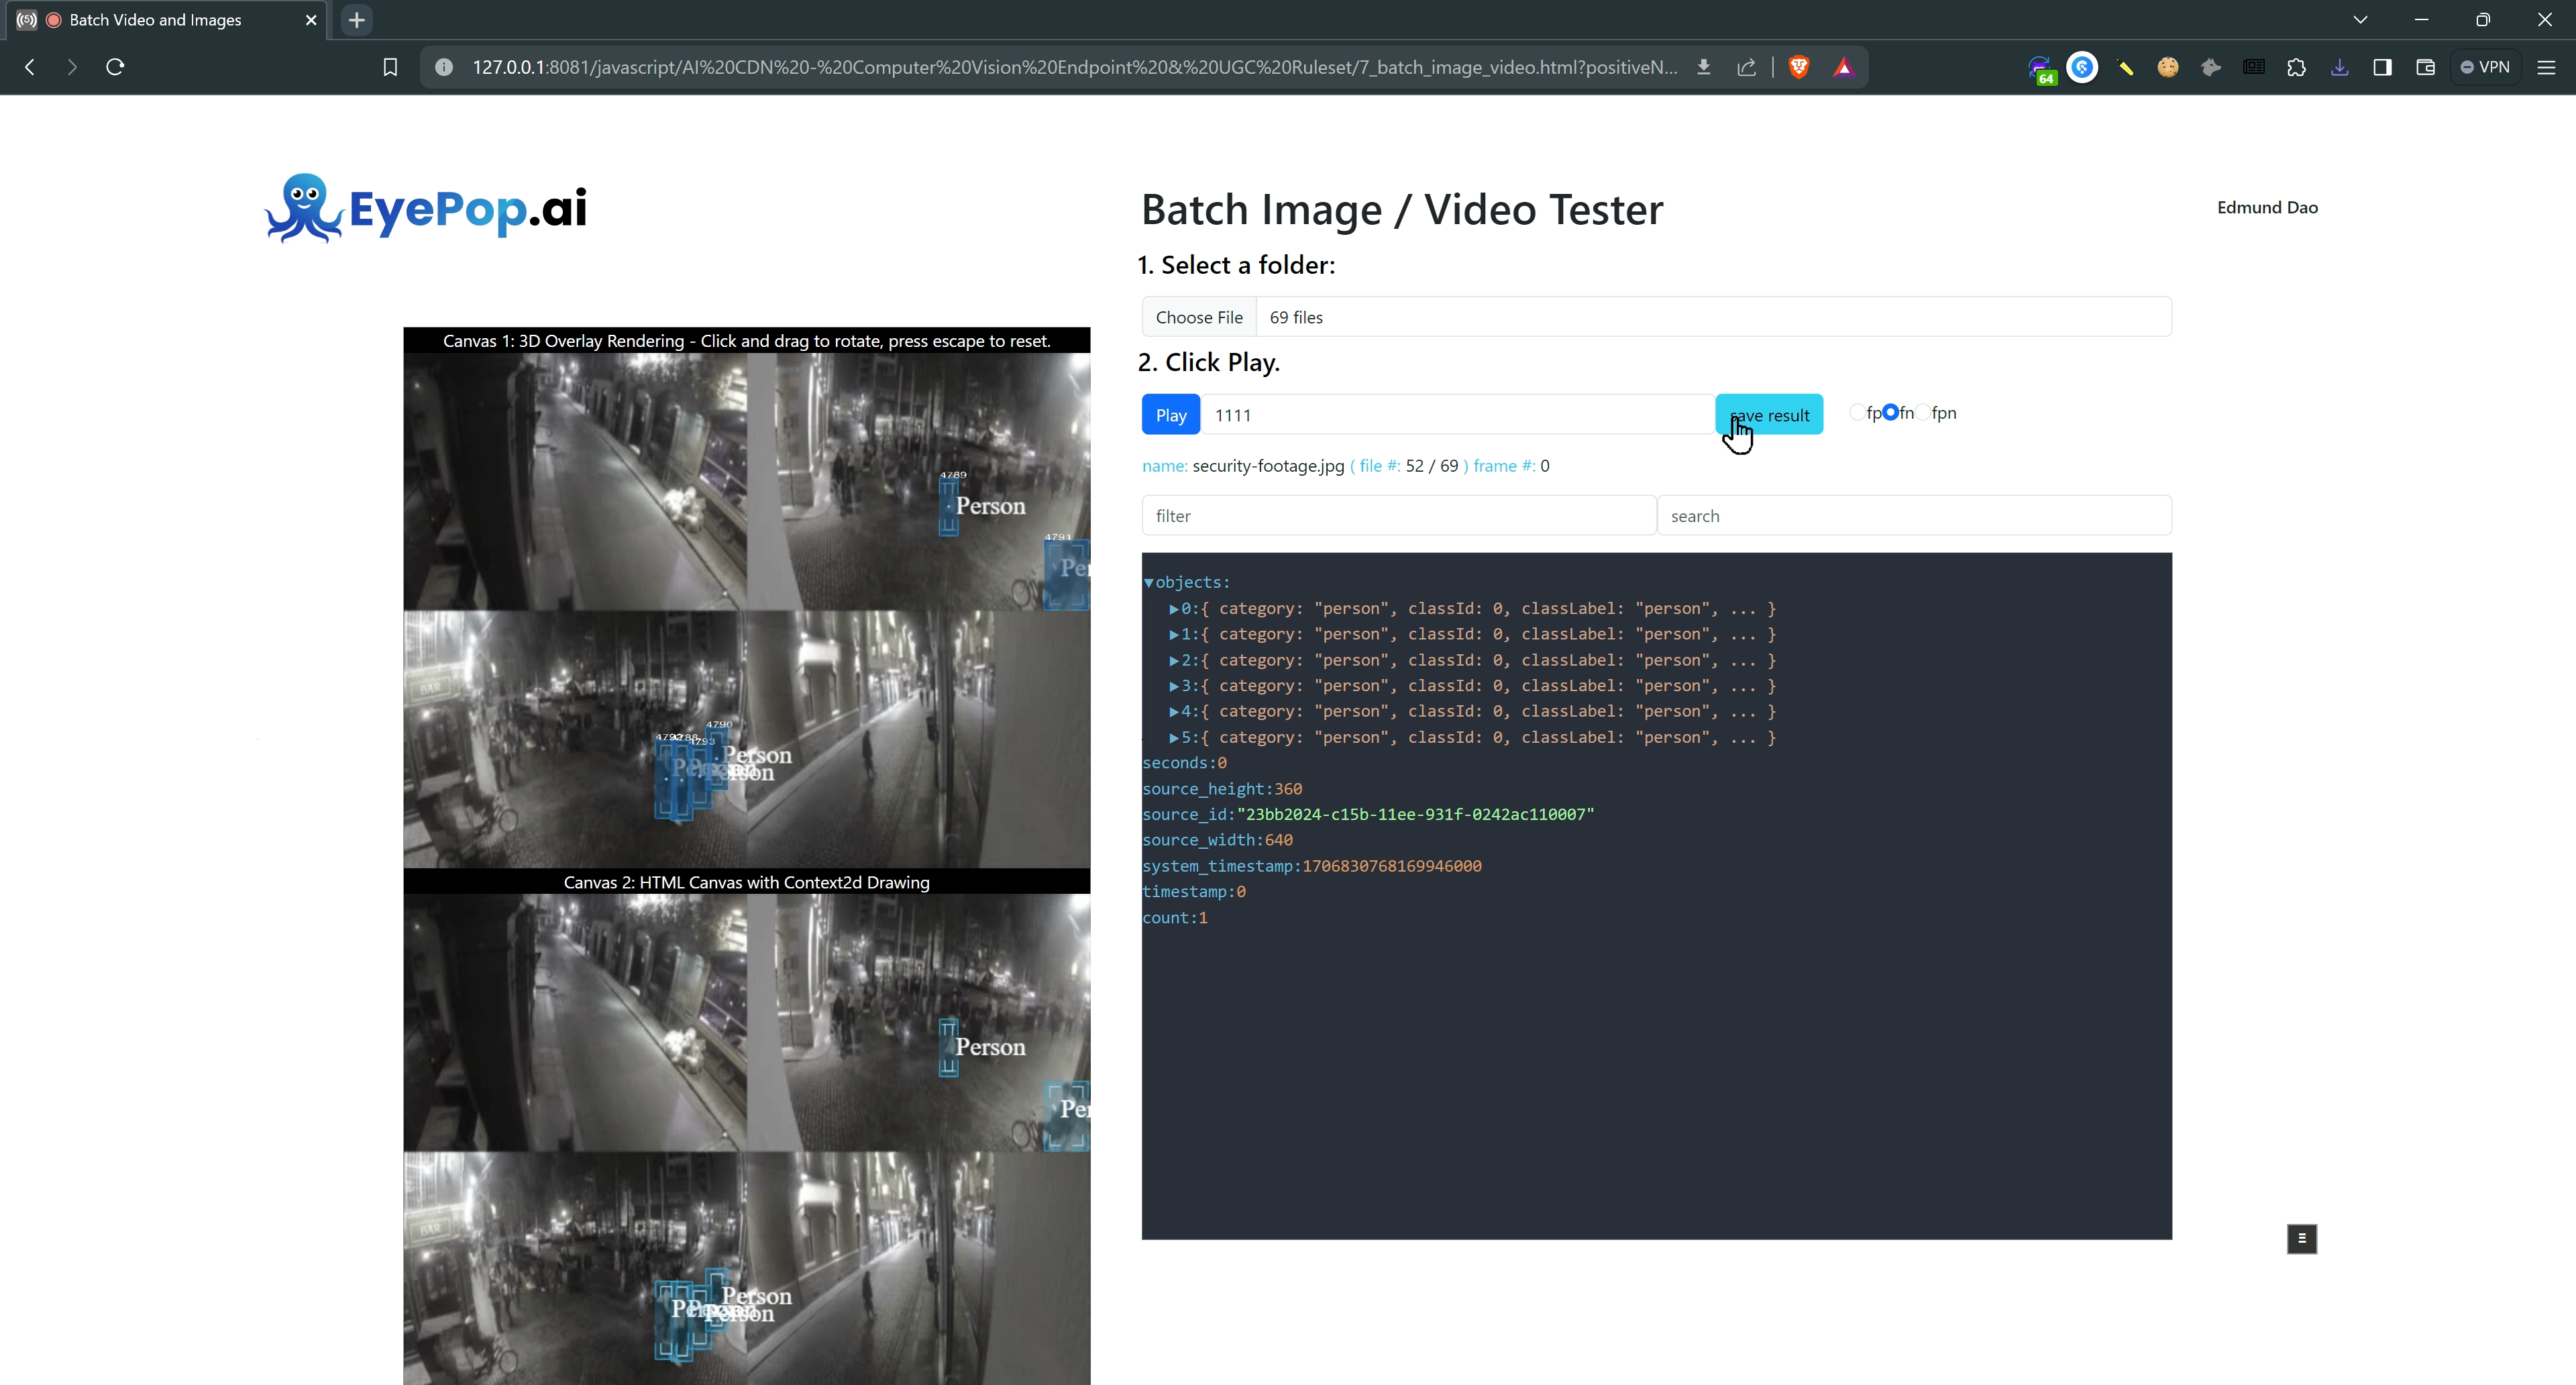 Batch Video and Images
127.0.0.1:8081/javascript/AI%20CDN%20-%20Computer%20Vision%20Endpoint%20&%20UGC%20Ruleset/7_batch_image_video.html?positiveN...
64
VPN
EyePop.ai
Batch Image / Video Tester
Edmund Dao
1. Select a folder:
Choose File 69 files
2. Click Play.
Play 1111 save result fp fn fpn
name: security-footage.jpg ( file #: 52 / 69 ) frame #: 0
filter search
Canvas 1: 3D Overlay Rendering - Click and drag to rotate, press escape to reset.
4789
Person
4791
Per
BAR
4790
4792
4788
4793
Person
Person
Canvas 2: HTML Canvas with Context2d Drawing
Person
Per
BAR
Person
Person
▼objects:
▶0:{ category: "person", classId: 0, classLabel: "person", ... }
▶1:{ category: "person", classId: 0, classLabel: "person", ... }
▶2:{ category: "person", classId: 0, classLabel: "person", ... }
▶3:{ category: "person", classId: 0, classLabel: "person", ... }
▶4:{ category: "person", classId: 0, classLabel: "person", ... }
▶5:{ category: "person", classId: 0, classLabel: "person", ... }
seconds:0
source_height:360
source_id:"23bb2024-c15b-11ee-931f-0242ac110007"
source_width:640
system_timestamp:1706830768169946000
timestamp:0
count:1